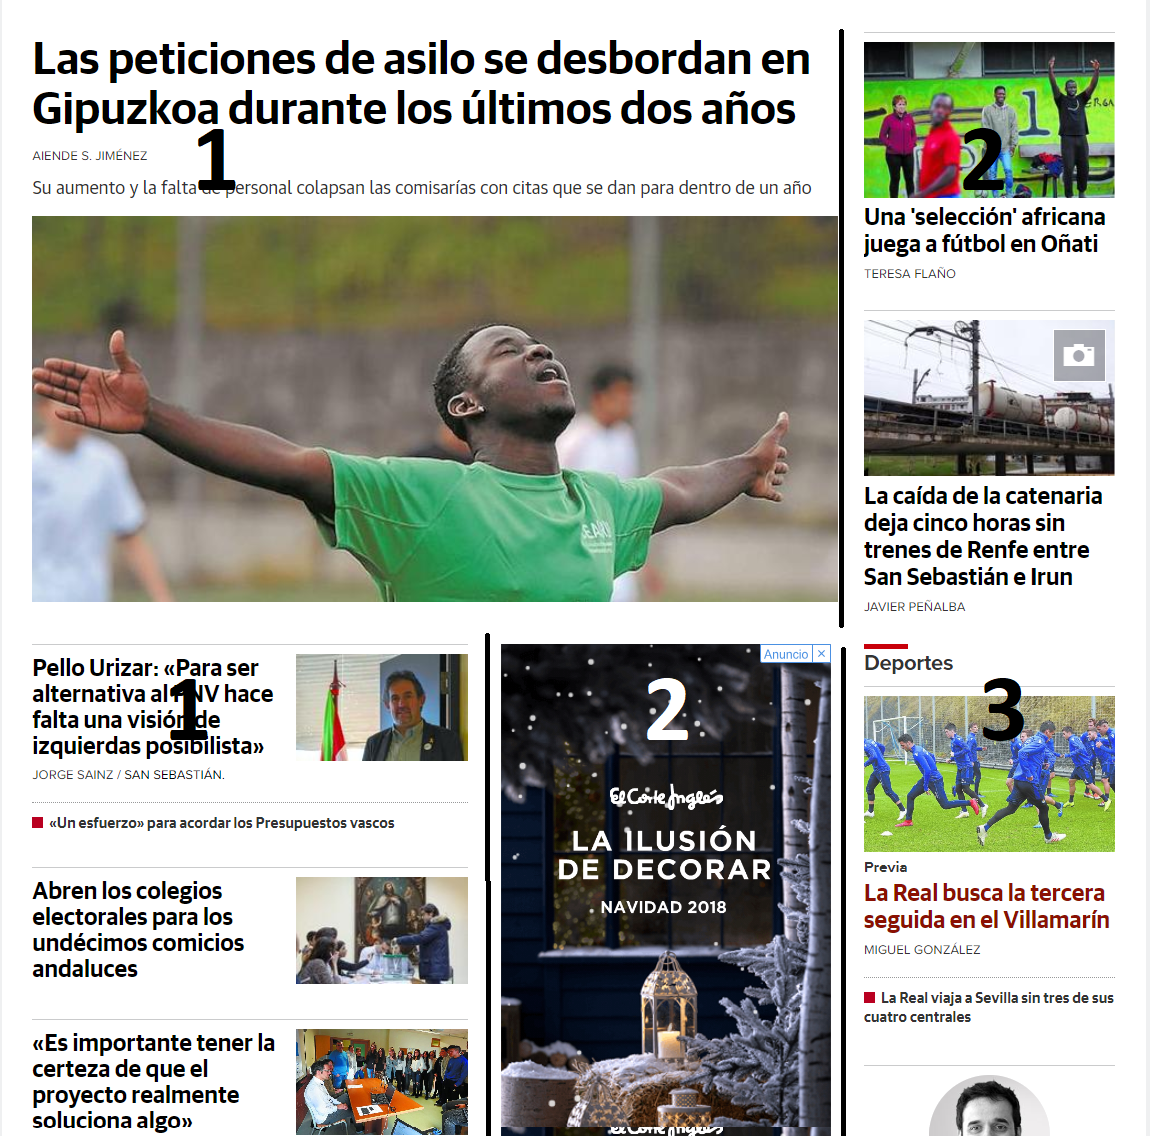 Las peticiones de asilo se desbordan en
Gipuzkoa durante los últimos dos años
1
AIENDE S. JIMÉNEZ
Su aumento y la falta de personal colapsan las comisarías con citas que se dan para dentro de un año
2
1
Una 'selección' africana
juega a fútbol en Oñati
TERESA FLAÑO
La caída de la catenaria
deja cinco horas sin
trenes de Renfe entre
San Sebastián e Irun
JAVIER PEÑALBA
Pello Urizar: «Para ser
alternativa al PNV hace
falta una visión de
izquierdas posibilista»
1
JORGE SAINZ / SAN SEBASTIÁN.
«Un esfuerzo» para acordar los Presupuestos vascos
Abren los colegios
electorales para los
undécimos comicios
andaluces
«Es importante tener la
certeza de que el
proyecto realmente
soluciona algo»
Anuncio
2
El Corte Inglés
LA ILUSIÓN
DE DECORAR
NAVIDAD 2018
El Corte Inglés
Deportes
3
Previa
La Real busca la tercera
seguida en el Villamarín
MIGUEL GONZÁLEZ
La Real viaja a Sevilla sin tres de sus
cuatro centrales